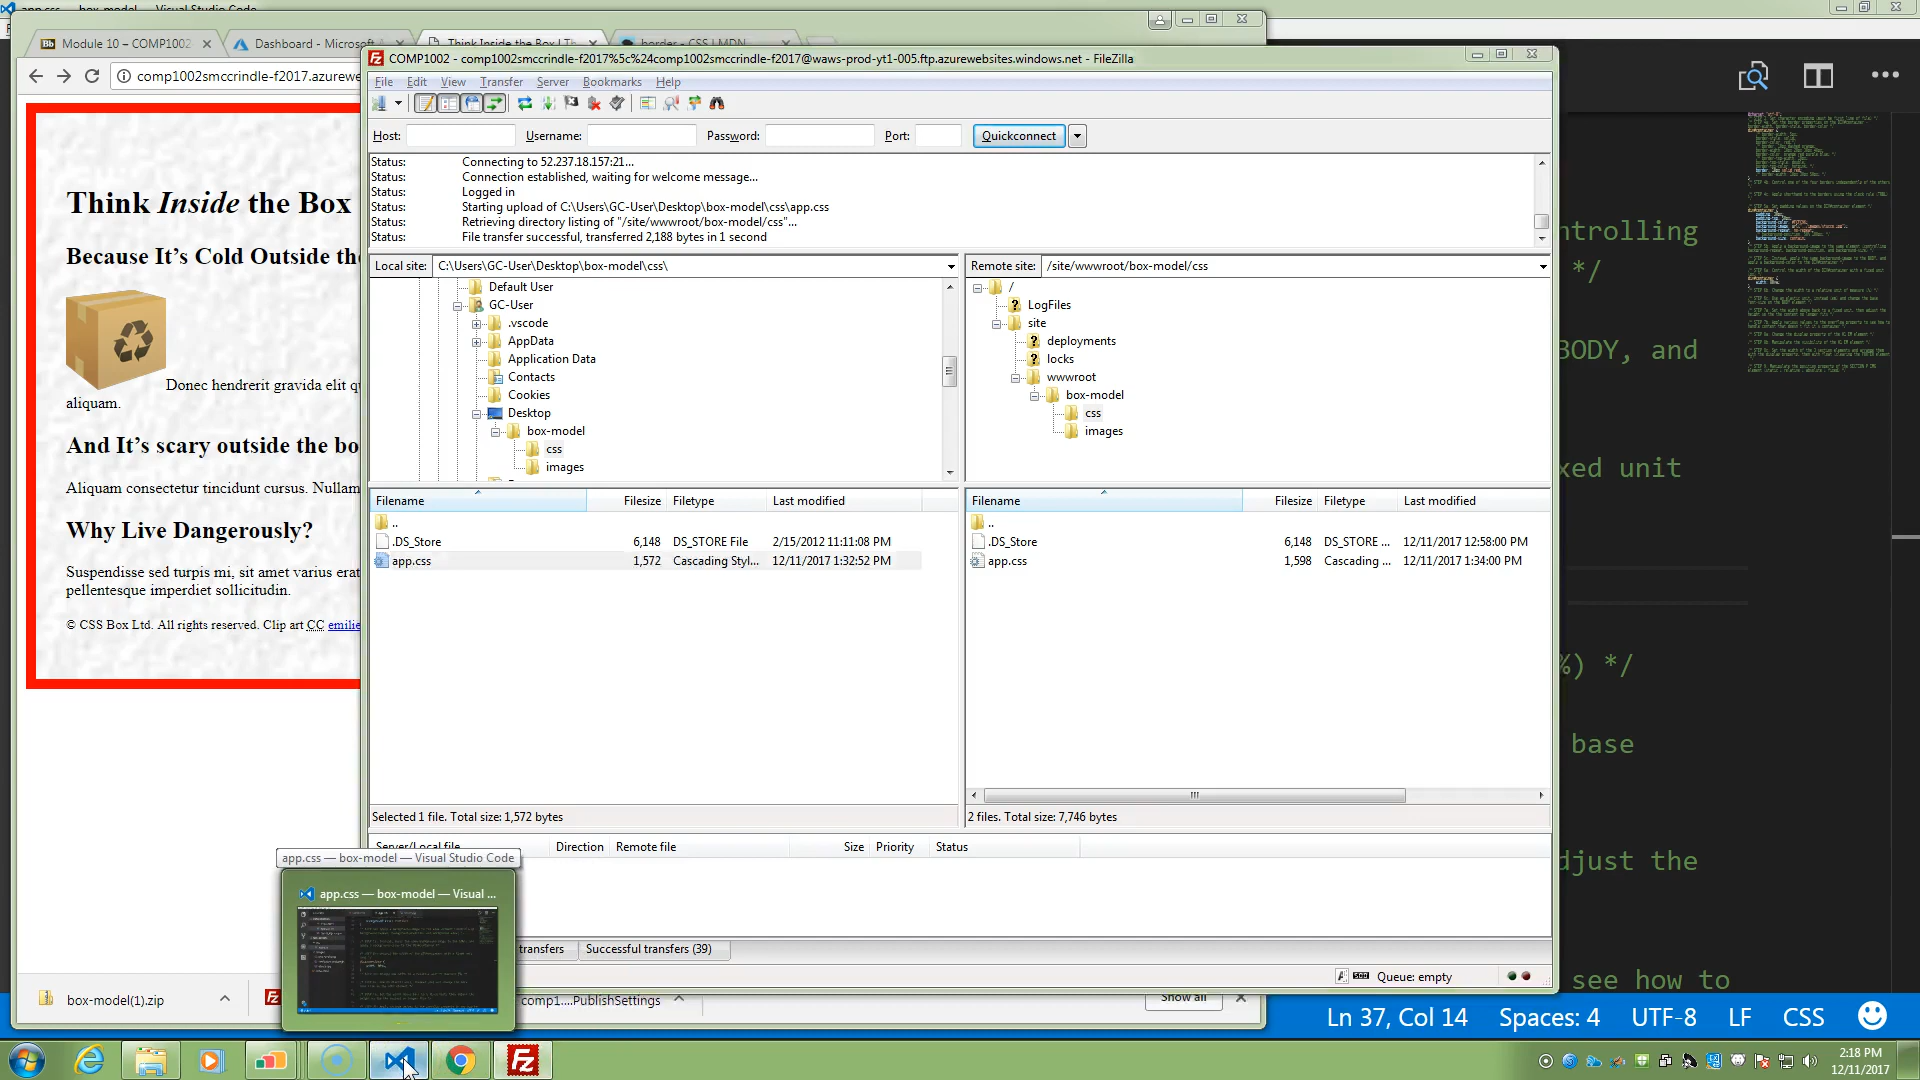 app.css — box-model — Visual Studio Code
Module 10 – COMP1002
Dashboard - Microsoft A
Think Inside the Box | Th
border - CSS | MDN
comp1002smccrindle-f2017.azurewe
Think Inside the Box
Because It’s Cold Outside the
Donec hendrerit gravida elit qu
aliquam.
And It’s scary outside the bo
Aliquam consectetur tincidunt cursus. Nullam
Why Live Dangerously?
Suspendisse sed turpis mi, sit amet varius erat
pellentesque imperdiet sollicitudin.
© CSS Box Ltd. All rights reserved. Clip art CC emilie
COMP1002 - comp1002smccrindle-f2017%5c%24comp1002smccrindle-f2017@waws-prod-yt1-005.ftp.azurewebsites.windows.net - FileZilla
File Edit View Transfer Server Bookmarks Help
Host: Username: Password: Port: Quickconnect
Status: Connecting to 52.237.18.157:21...
Status: Connection established, waiting for welcome message...
Status: Logged in
Status: Starting upload of C:\Users\GC-User\Desktop\box-model\css\app.css
Status: Retrieving directory listing of "/site/wwwroot/box-model/css"...
Status: File transfer successful, transferred 2,188 bytes in 1 second
Local site: C:\Users\GC-User\Desktop\box-model\css\
Default User
GC-User
.vscode
AppData
Application Data
Contacts
Cookies
Desktop
box-model
css
images
Remote site: /site/wwwroot/box-model/css
/
LogFiles
site
deployments
locks
wwwroot
box-model
css
images
Filename Filesize Filetype Last modified
..
.DS_Store 6,148 DS_STORE File 2/15/2012 11:11:08 PM
app.css 1,572 Cascading Styl... 12/11/2017 1:32:52 PM
Selected 1 file. Total size: 1,572 bytes
Filename Filesize Filetype Last modified
..
.DS_Store 6,148 DS_STORE ... 12/11/2017 12:58:00 PM
app.css 1,598 Cascading ... 12/11/2017 1:34:00 PM
2 files. Total size: 7,746 bytes
Server/Local file Direction Remote file Size Priority Status
transfers Successful transfers (39)
Queue: empty
ntrolling
*/
BODY, and
xed unit
%) */
base
djust the
see how to
app.css — box-model — Visual Studio Code
app.css — box-model — Visual ...
box-model(1).zip
comp1....PublishSettings
Show all
Ln 37, Col 14 Spaces: 4 UTF-8 LF CSS
2:18 PM
12/11/2017